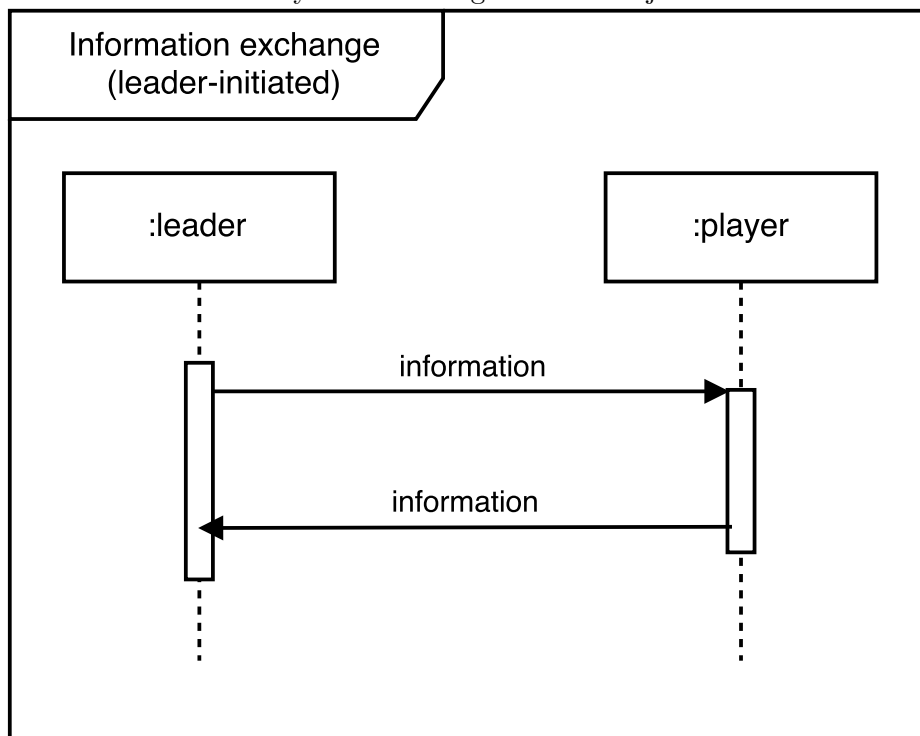 Information exchange
(leader-initiated)
:leader
:player
information
information